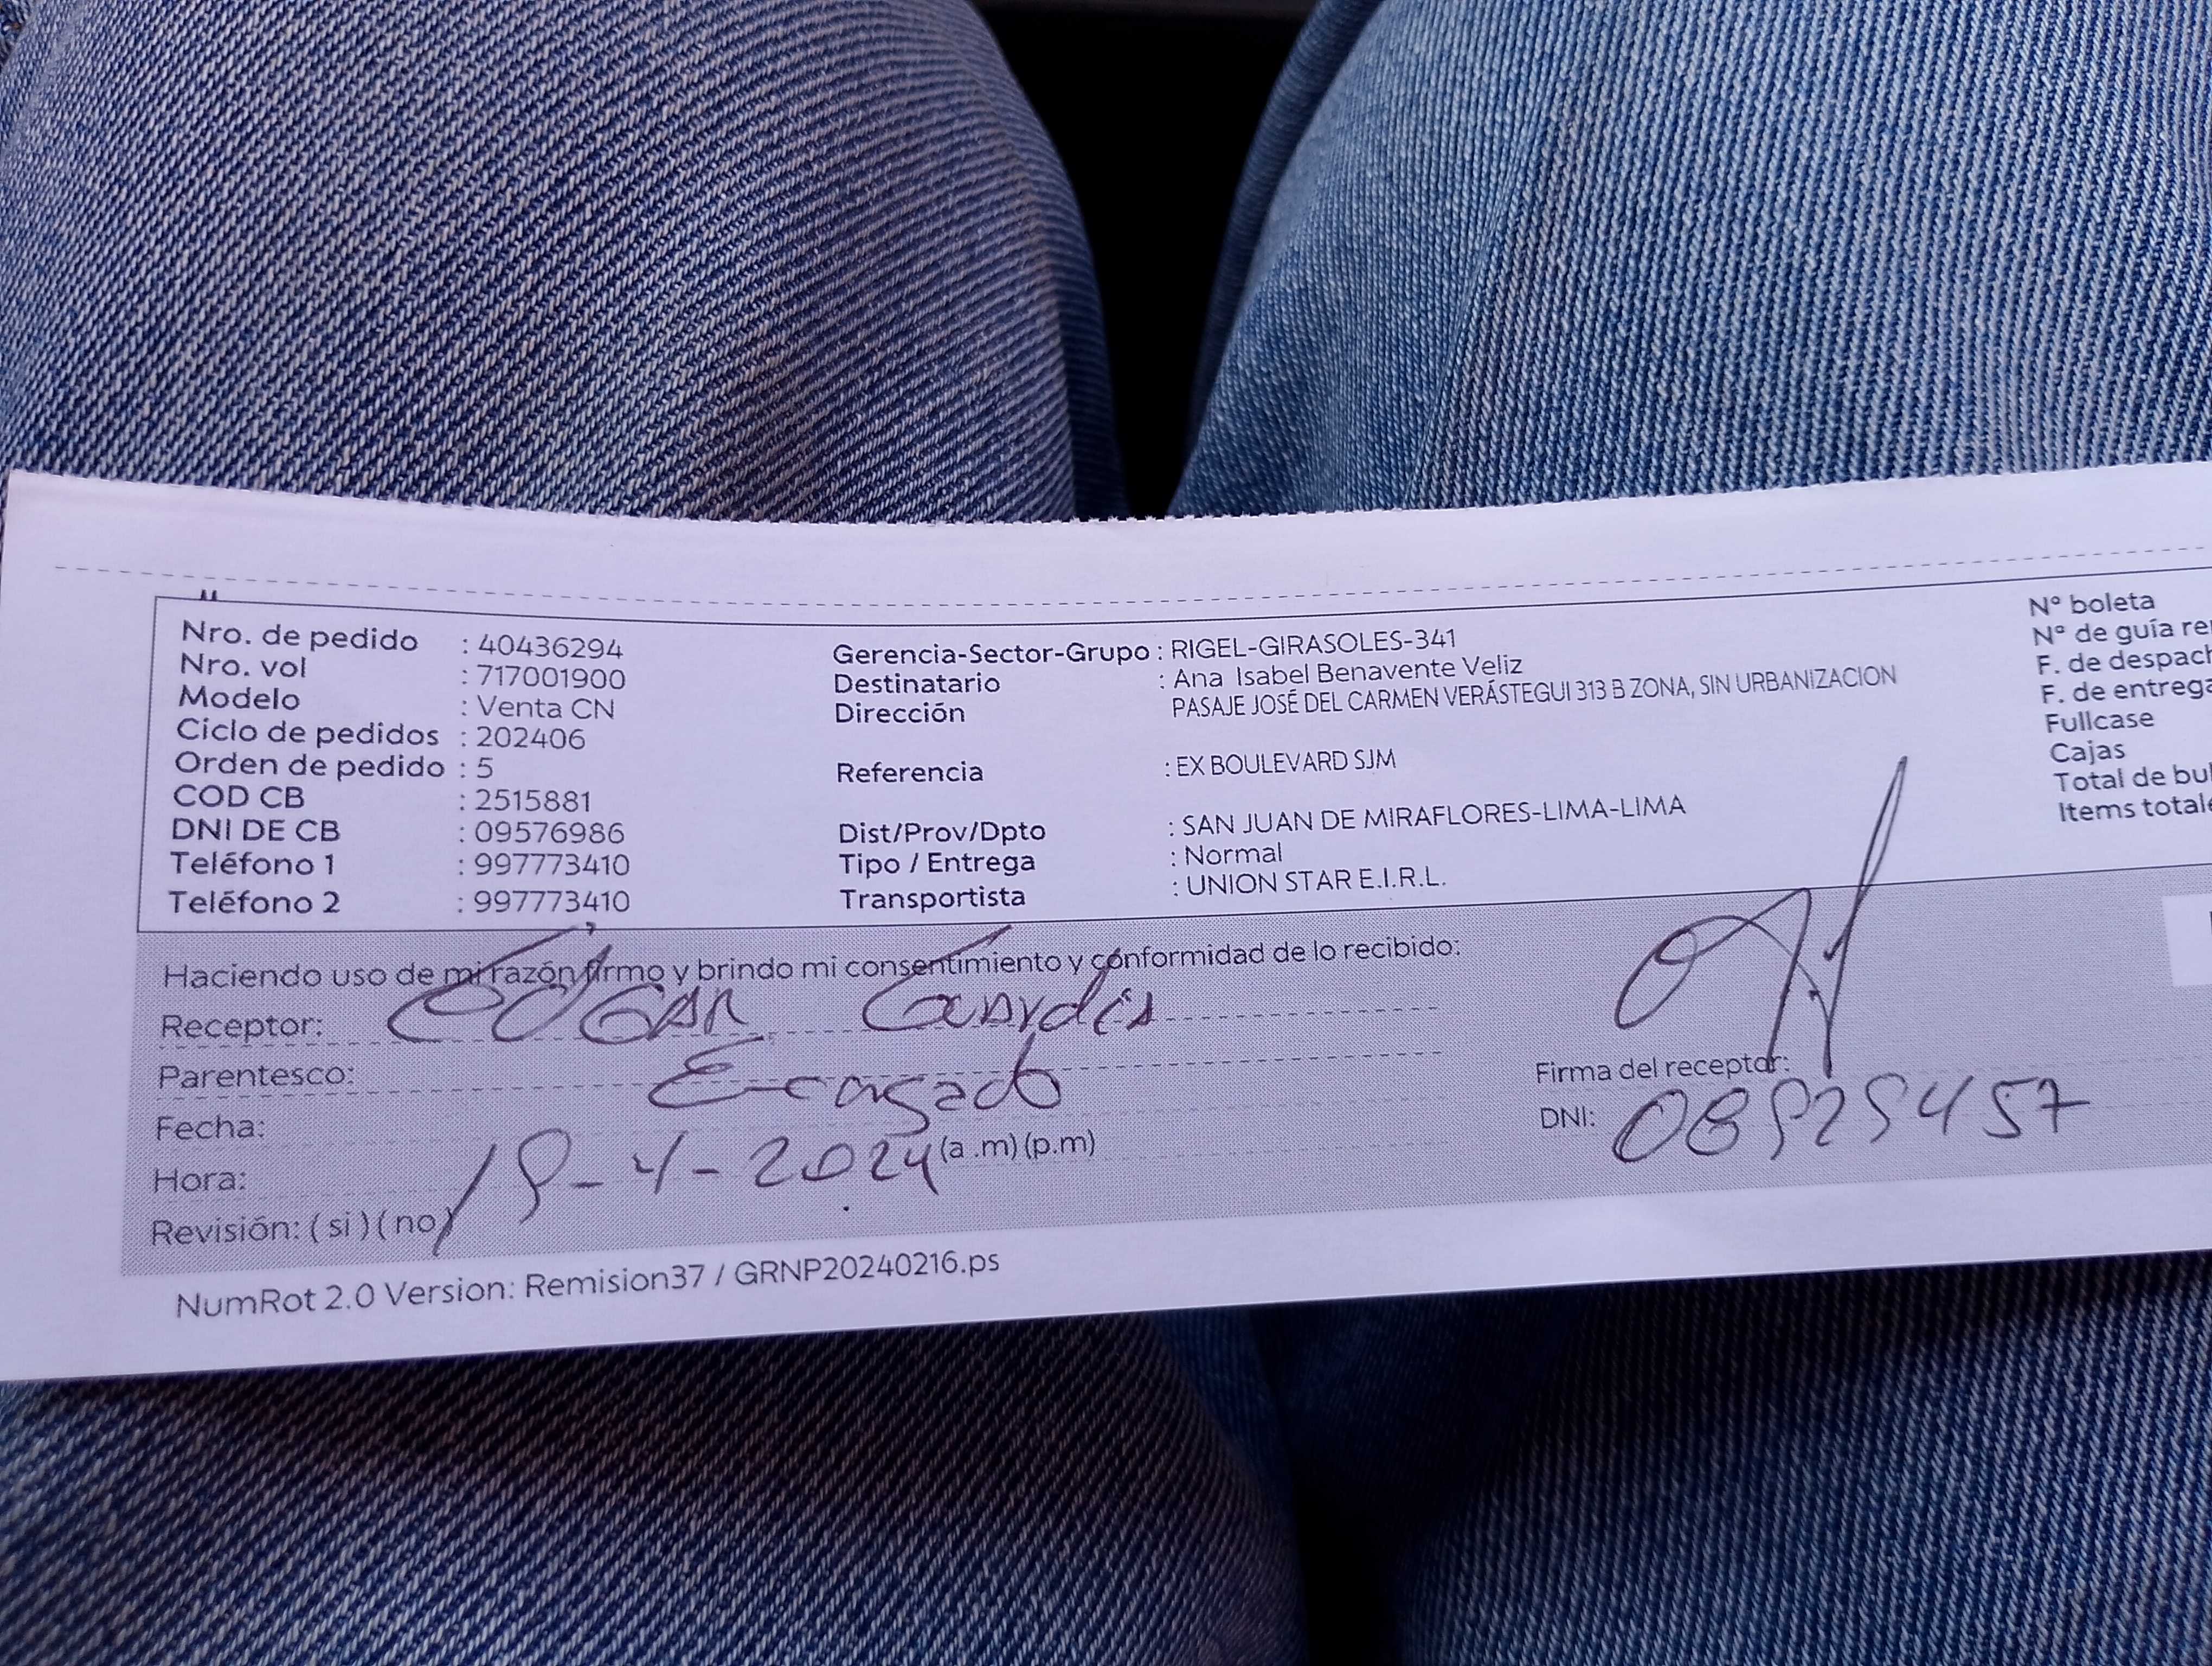 Nro. de pedido : 40436294
Nro. vol : 717001900
Modelo : Venta CN
Ciclo de pedidos : 202406
Orden de pedido : 5
COD CB : 2515881
DNI DE CB : 09576986
Teléfono 1 : 997773410
Teléfono 2 : 997773410
Gerencia-Sector-Grupo : RIGEL-GIRASOLES-341
Destinatario : Ana Isabel Benavente Veliz
Dirección PASAJE JOSÉ DEL CARMEN VERÁSTEGUI 313 B ZONA, SIN URBANIZACION
Referencia : EX BOULEVARD SJM
Dist/Prov/Dpto : SAN JUAN DE MIRAFLORES-LIMA-LIMA
Tipo / Entrega : Normal
Transportista : UNION STAR E.I.R.L.
Nº boleta
Nº de guía re
F. de despach
F. de entrega
Fullcase
Cajas
Total de bul
Items totale
Haciendo uso de mi razón firmo y brindo mi consentimiento y conformidad de lo recibido:
Receptor: EDGAR
Parentesco:
Fecha:
Hora: 18-4-2024 (a .m) (p.m)
Revisión: ( si ) ( no )
Firma del receptor:
DNI:
NumRot 2.0 Version: Remision37 / GRNP20240216.ps